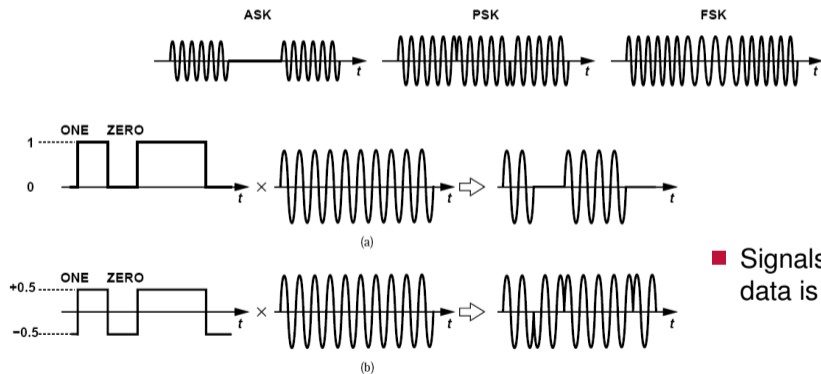 ASK PSK FSK
t t t
ONE ZERO
1
0
t × t t
(a)
ONE ZERO
+0.5
−0.5
t × t t
(b)
Signals
data is